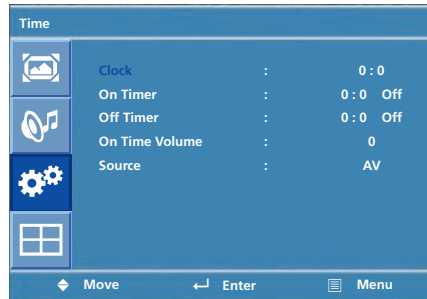 Time
Clock : 0 : 0
On Timer : 0 : 0 Off
Off Timer : 0 : 0 Off
On Time Volume : 0
Source : AV
Move Enter Menu